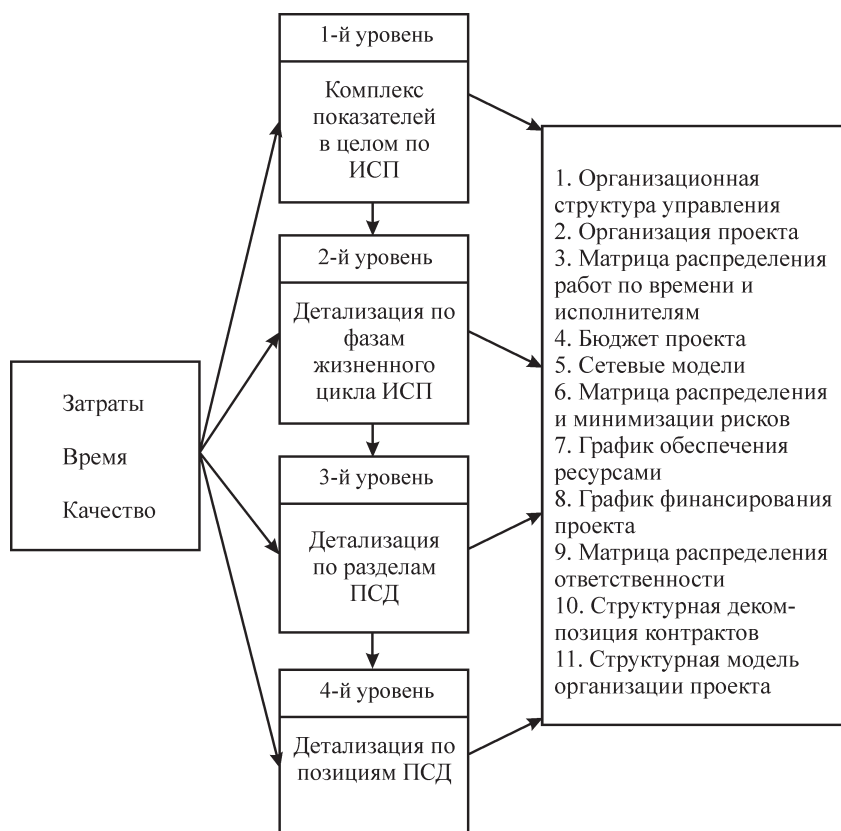 Затраты
Время
Качество
1-й уровень
Комплекс
показателей
в целом по
ИСП
2-й уровень
Детализация по
фазам
жизненного
цикла ИСП
3-й уровень
Детализация
по разделам
ПСД
4-й уровень
Детализация по
позициям ПСД
1. Организационная
структура управления
2. Организация проекта
3. Матрица распределения
работ по времени и
исполнителям
4. Бюджет проекта
5. Сетевые модели
6. Матрица распределения
и минимизации рисков
7. График обеспечения
ресурсами
8. График финансирования
проекта
9. Матрица распределения
ответственности
10. Структурная деком-
позиция контрактов
11. Структурная модель
организации проекта